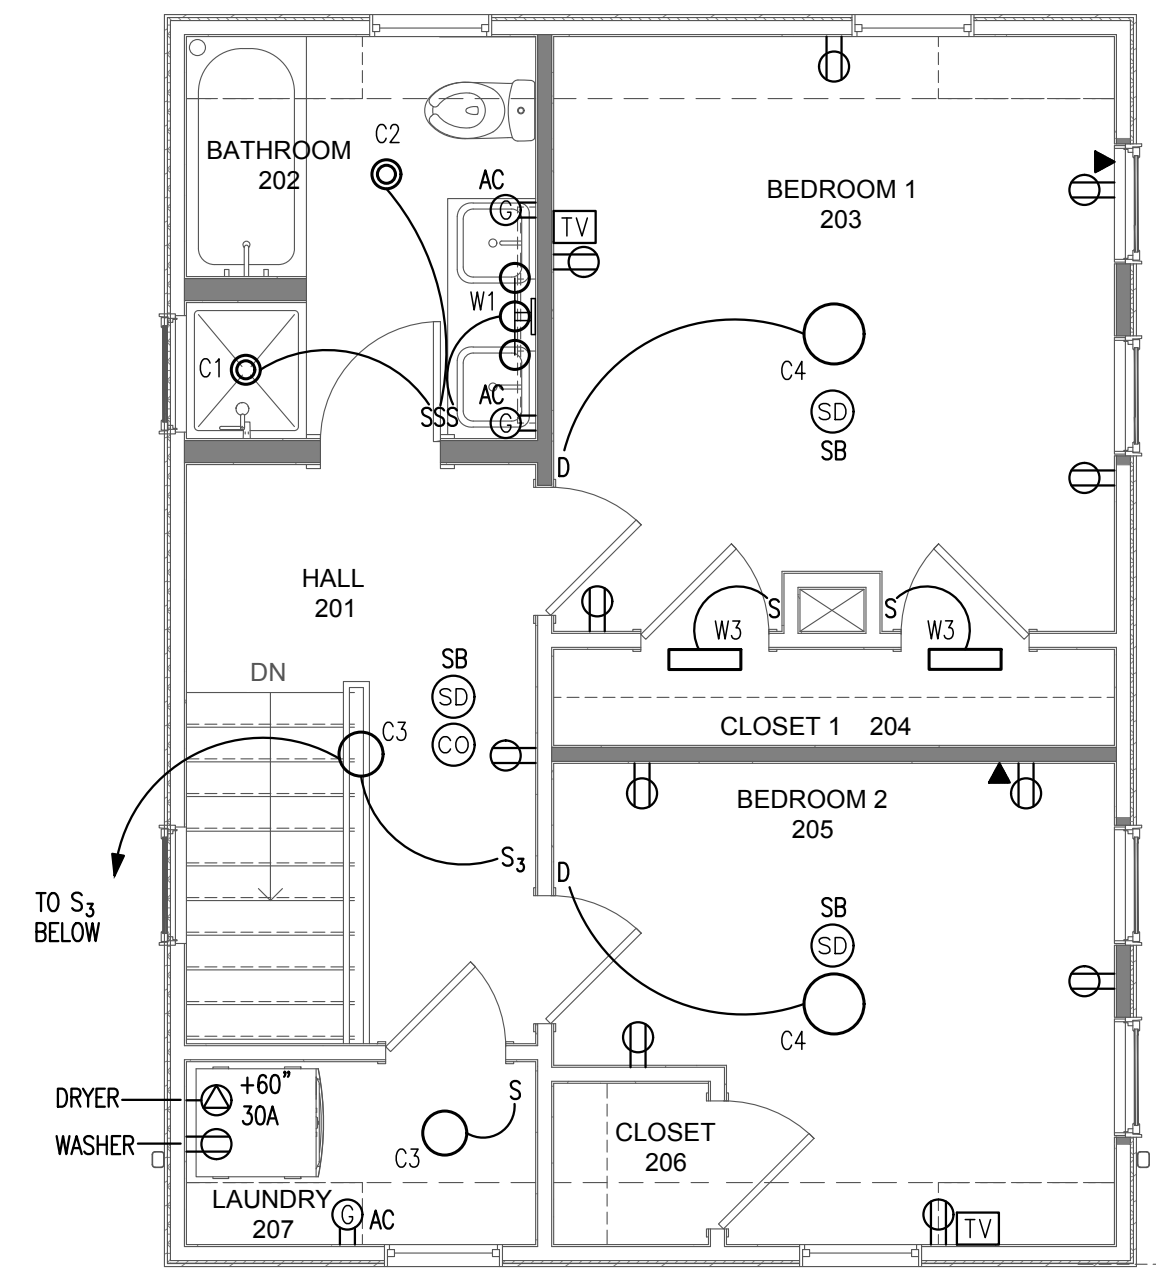 C2
BATHROOM
202
AC
G
BEDROOM 1
203
TV
W1
C1
C4
AC
SSS
G
SD
SB
D
HALL
201
S
S
W3
W3
SB
SD
DN
CO
C3
CLOSET 1 204
BEDROOM 2
205
S3
D
TO S3
BELOW
SB
SD
C4
DRYER
+60"
30A
S
WASHER
C3
CLOSET
206
LAUNDRY
207
G
AC
TV